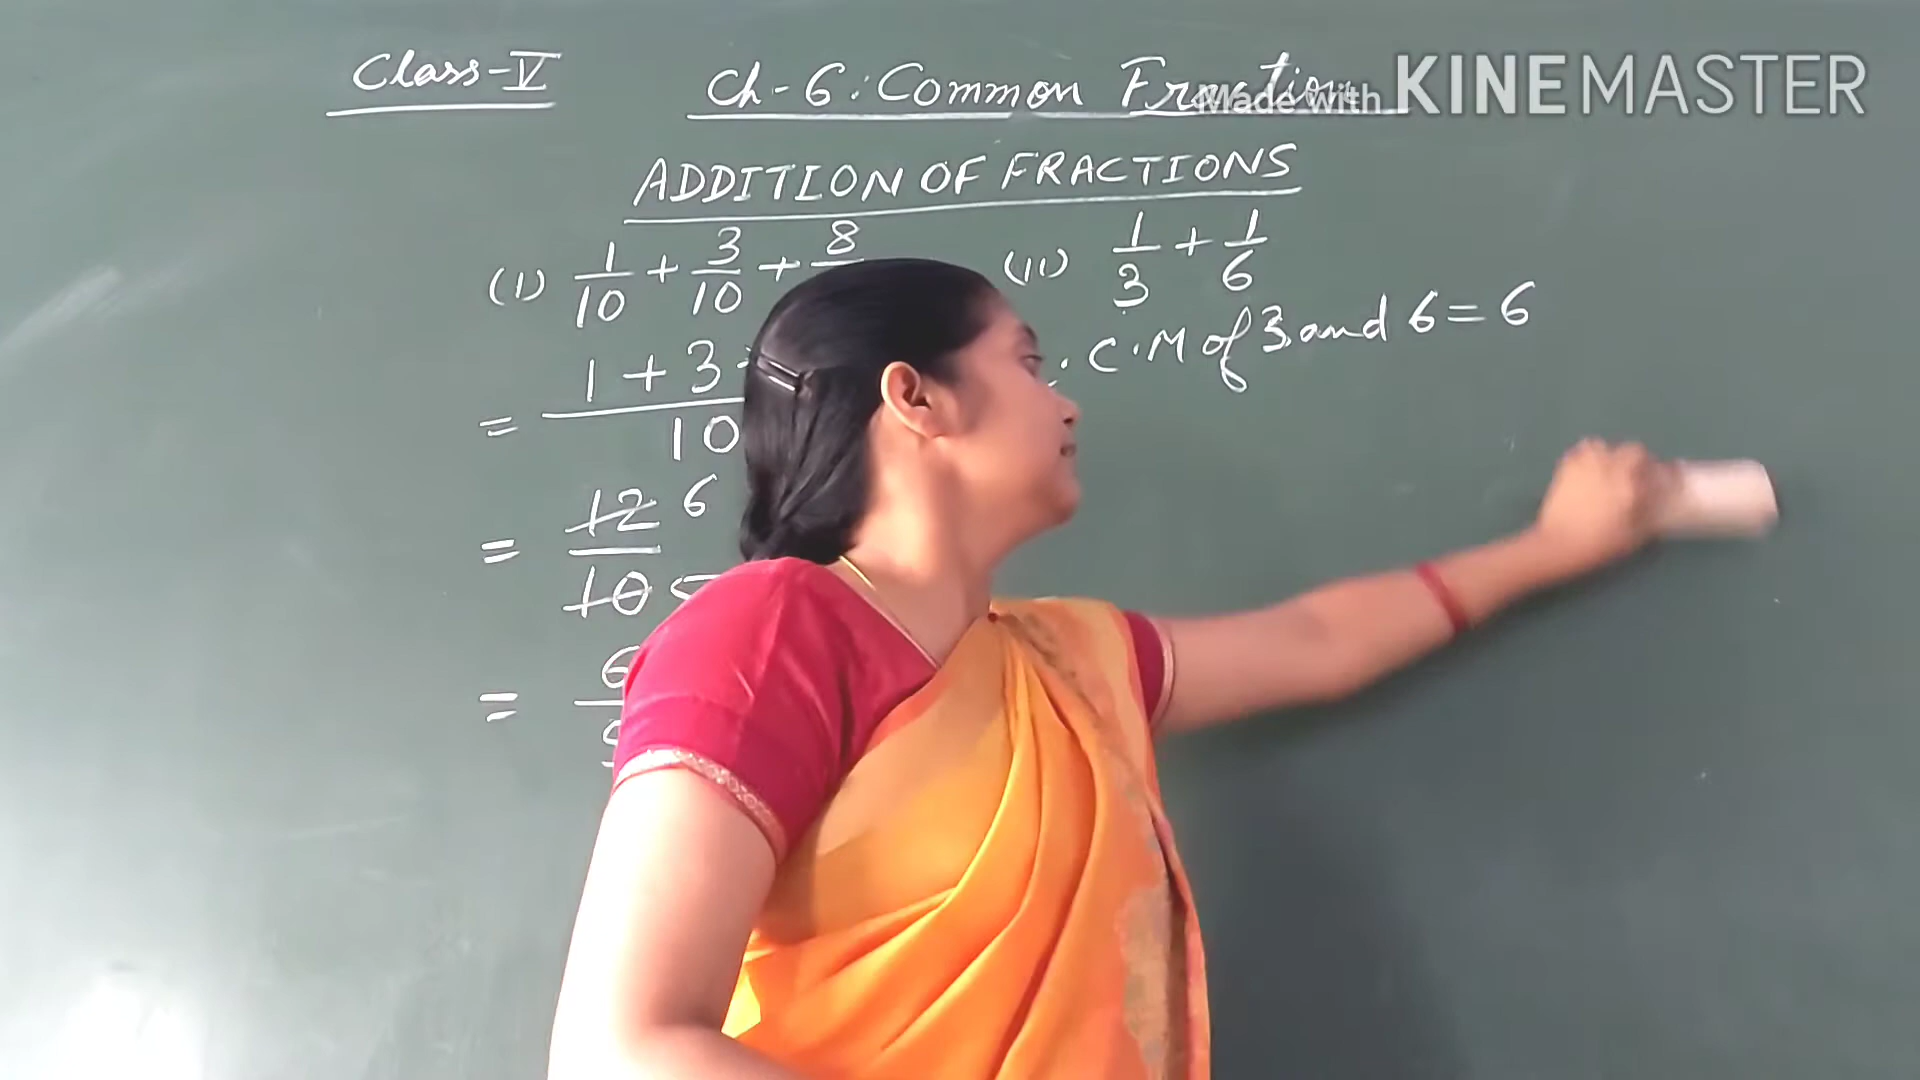 Class-V
Ch-6: Common Fraction
Made with KINEMASTER
ADDITION OF FRACTIONS
(I) 1/10 + 3/10 + 8
= 1 + 3 / 10
= 12/10 6
= 6
(II) 1/3 + 1/6
C.M of 3 and 6 = 6